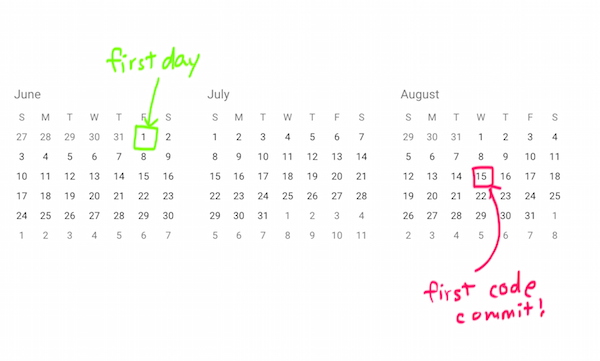 first day
June
S M T W T F S
27 28 29 30 31 1 2
3 4 5 6 7 8 9
10 11 12 13 14 15 16
17 18 19 20 21 22 23
24 25 26 27 28 29 30
1 2 3 4 5 6 7
July
S M T W T F S
1 2 3 4 5 6 7
8 9 10 11 12 13 14
15 16 17 18 19 20 21
22 23 24 25 26 27 28
29 30 31 1 2 3 4
5 6 7 8 9 10 11
August
S M T W T F S
29 30 31 1 2 3 4
5 6 7 8 9 10 11
12 13 14 15 16 17 18
19 20 21 22 23 24 25
26 27 28 29 30 31 1
2 3 4 5 6 7 8
first code
commit!